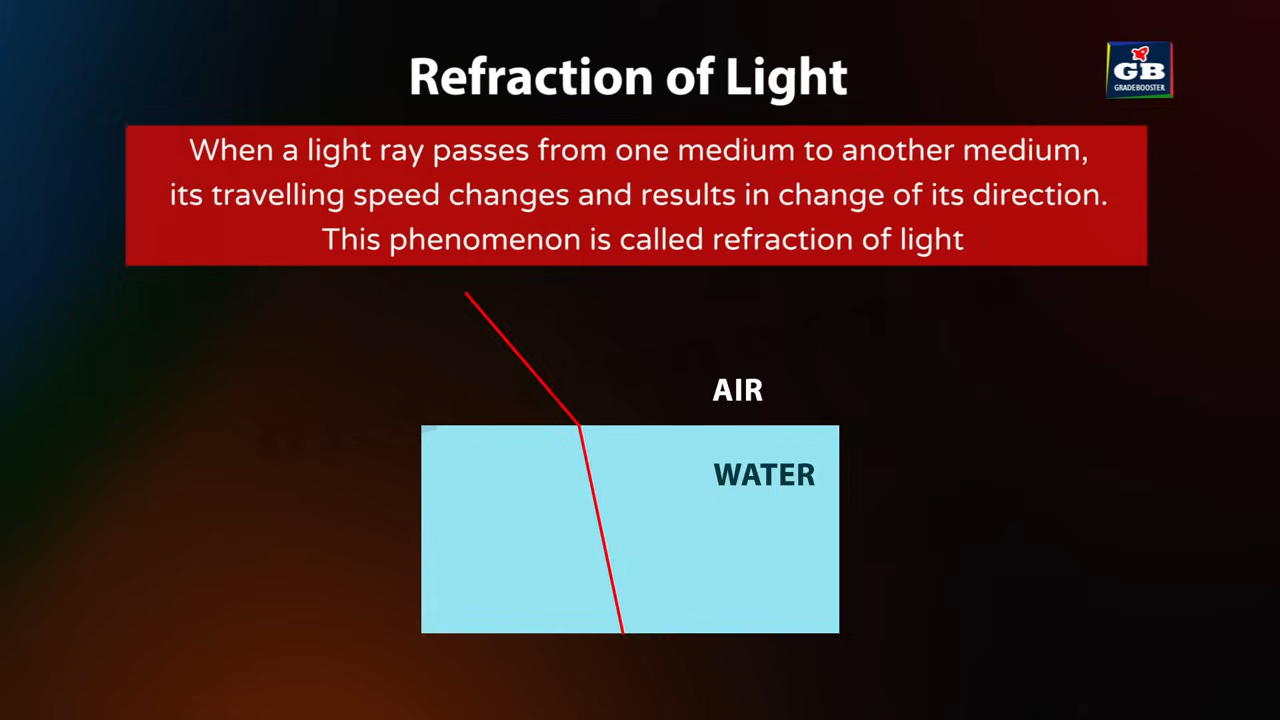 Refraction of Light
GB
GRADEBOOSTER
When a light ray passes from one medium to another medium,
its travelling speed changes and results in change of its direction.
This phenomenon is called refraction of light
AIR
WATER